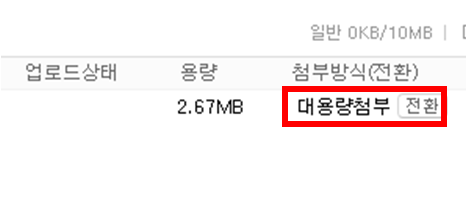 일반 0KB/10MB |
업로드상태 용량 첨부방식(전환)
2.67MB 대용량첨부 전환